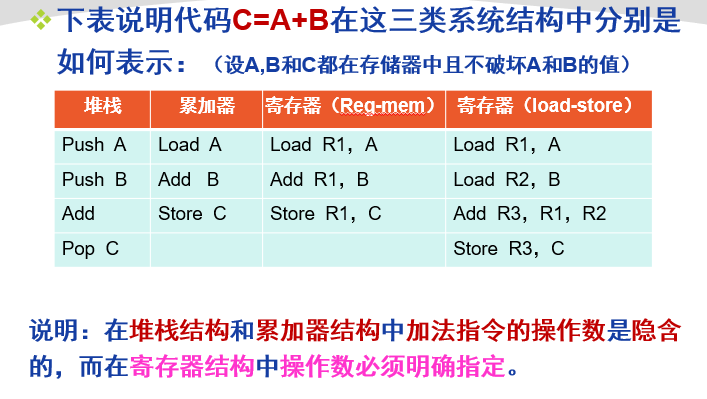 下表说明代码C=A+B在这三类系统结构中分别是
如何表示：（设A,B和C都在存储器中且不破坏A和B的值）
堆栈 累加器 寄存器（Reg-mem） 寄存器（load-store）
Push A Load A Load R1，A Load R1，A
Push B Add B Add R1，B Load R2，B
Add Store C Store R1，C Add R3，R1，R2
Pop C Store R3，C
说明：在堆栈结构和累加器结构中加法指令的操作数是隐含
的，而在寄存器结构中操作数必须明确指定。